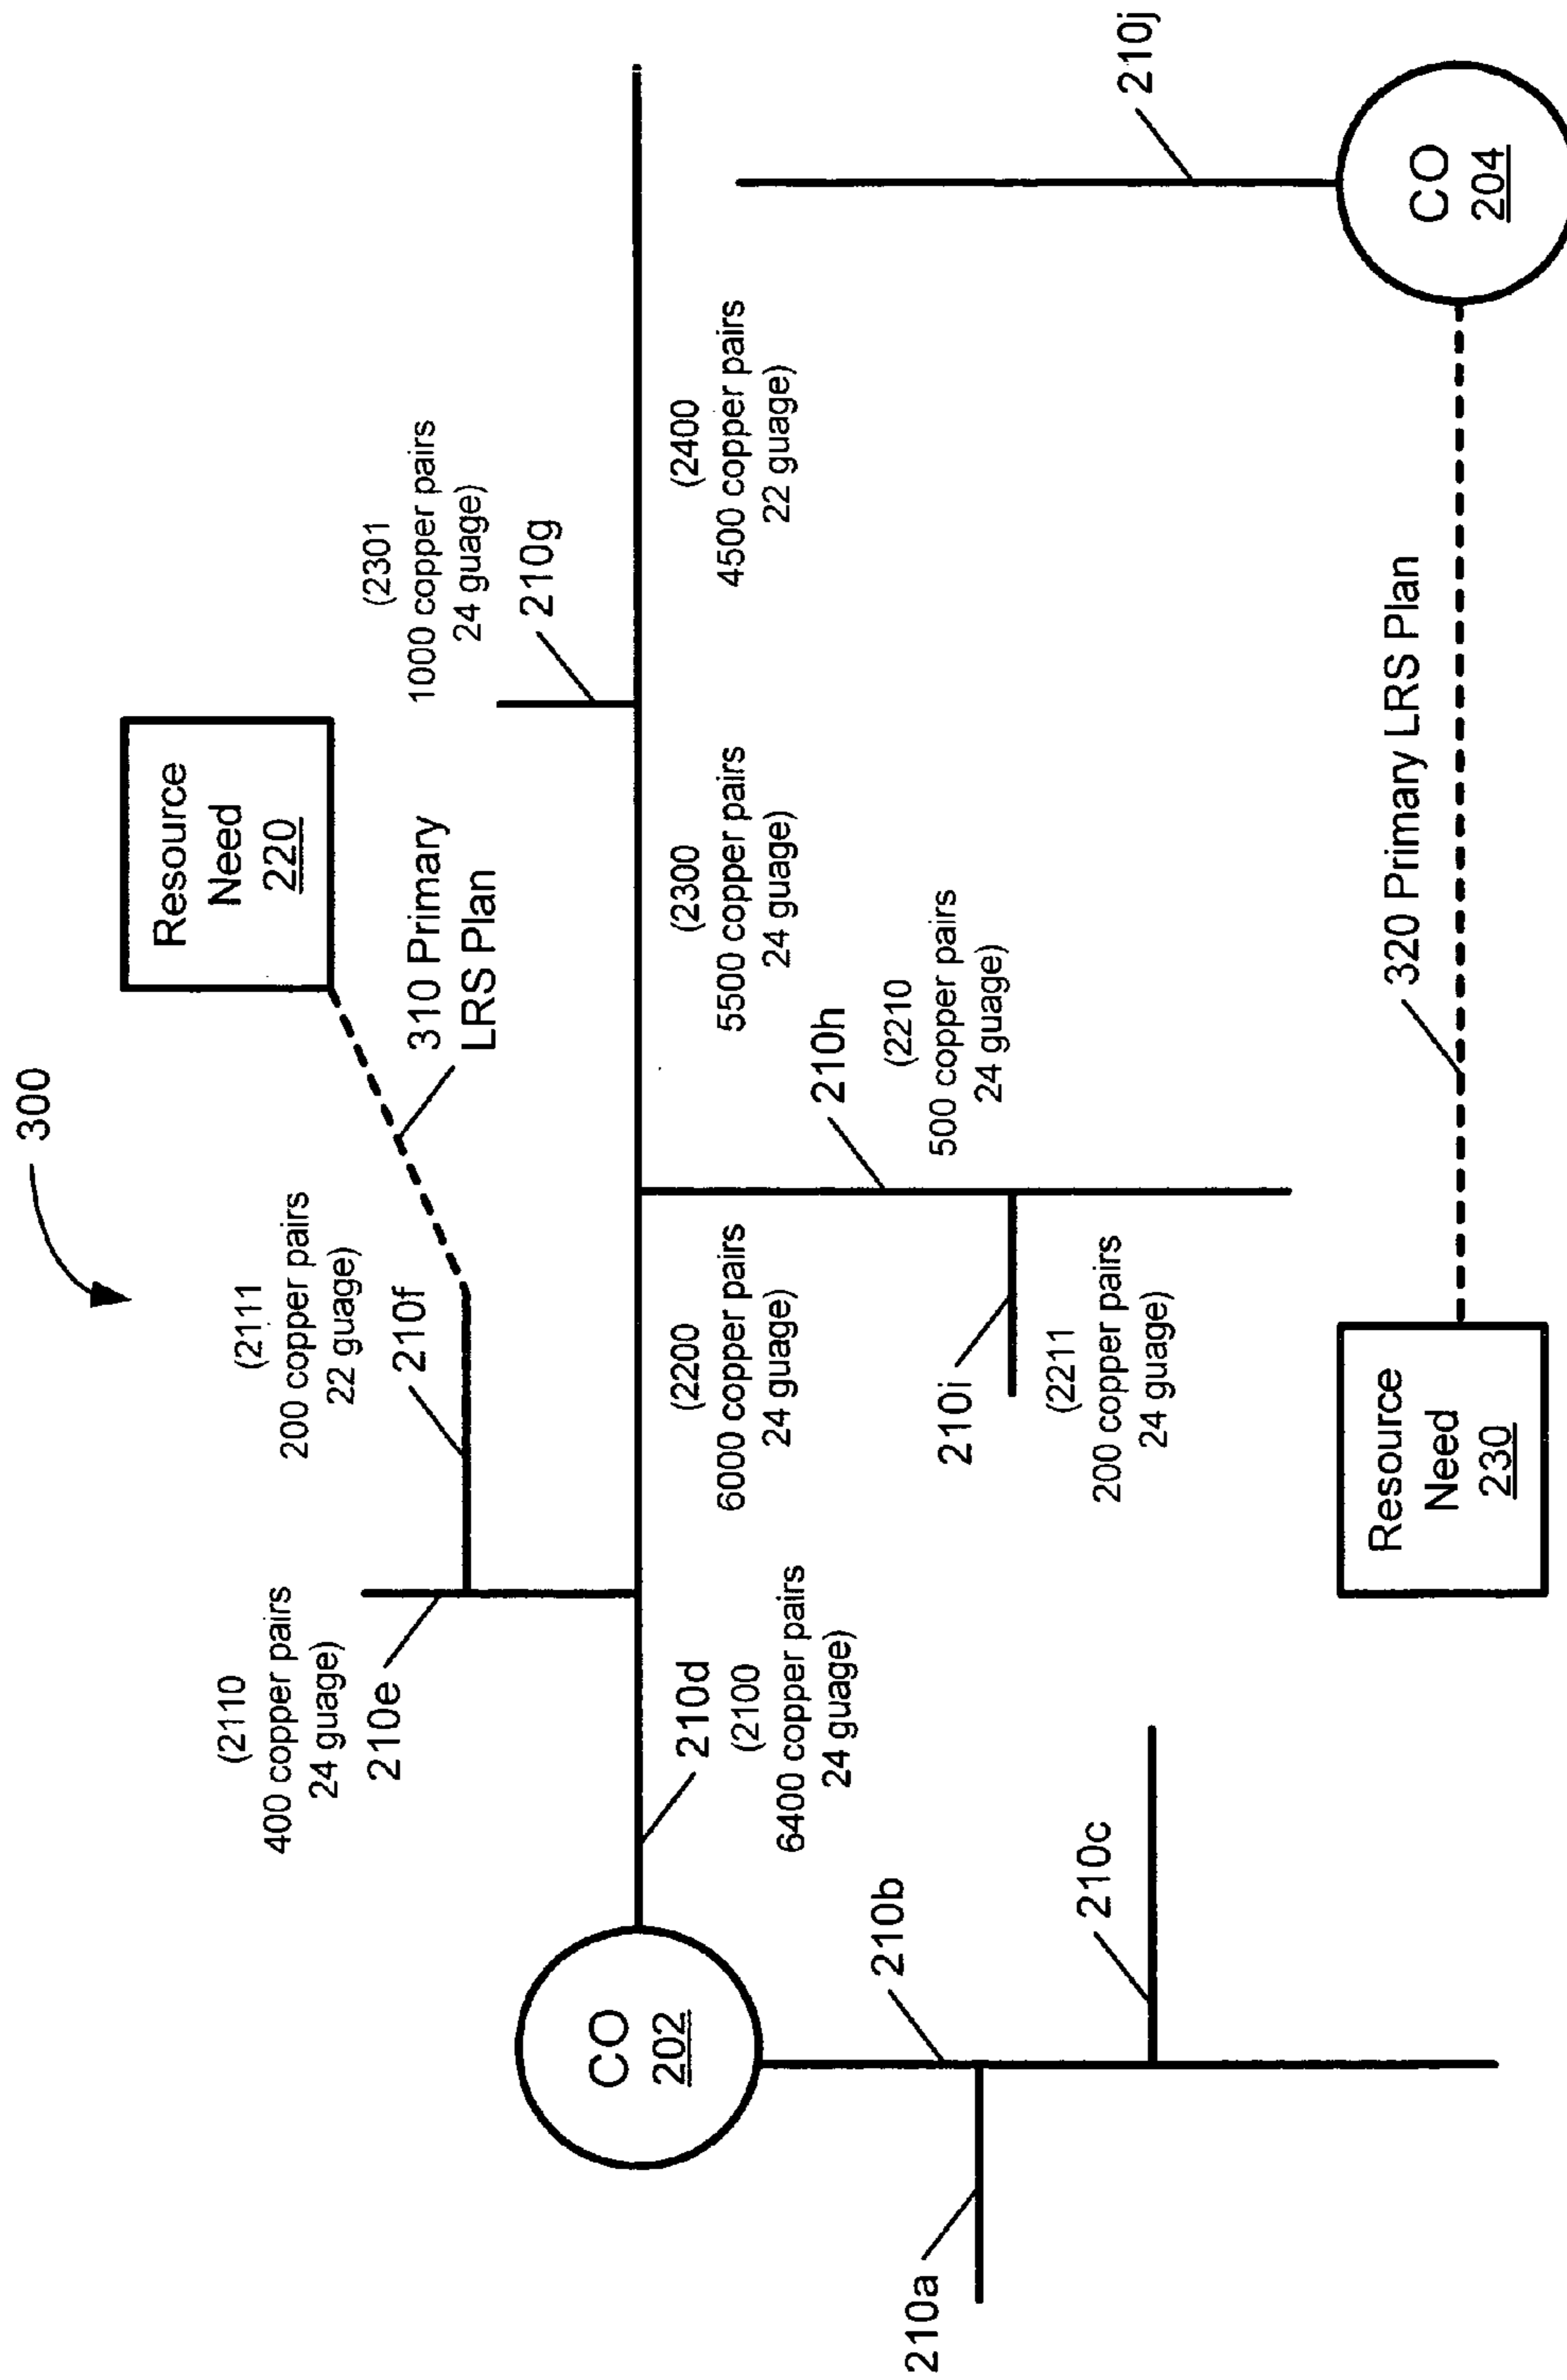 300
Resource
Need
220
310 Primary
LRS Plan
(2301
1000 copper pairs
24 guage)
210g
(2111
200 copper pairs
22 guage)
210f
(2110
400 copper pairs
24 guage)
210e
CO
202
210d
(2100
6400 copper pairs
24 guage)
(2200
6000 copper pairs
24 guage)
(2300
5500 copper pairs
24 guage)
(2400
4500 copper pairs
22 guage)
210j
210h
(2210
500 copper pairs
24 guage)
210i
(2211
200 copper pairs
24 guage)
210b
210a
210c
Resource
Need
230
320 Primary LRS Plan
CO
204